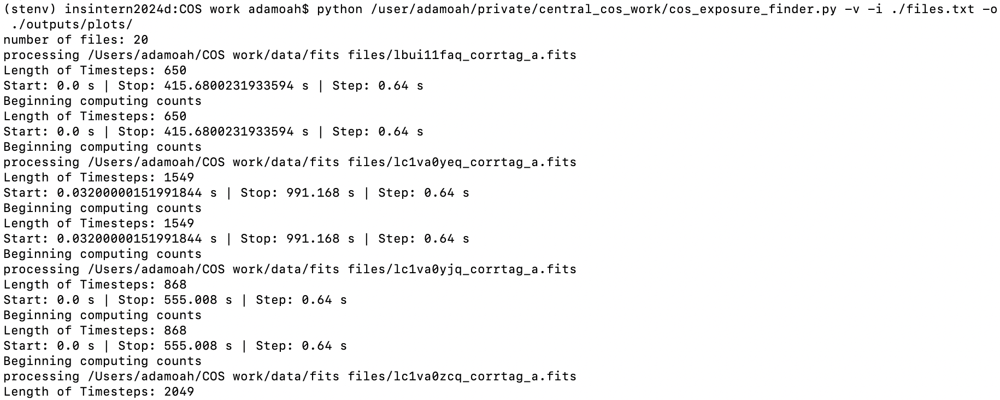 (stenv) insintern2024d:COS work adamoah$ python /user/adamoah/private/central_cos_work/cos_exposure_finder.py -v -i ./files.txt -o
 ./outputs/plots/
number of files: 20
processing /Users/adamoah/COS work/data/fits files/lbui11faq_corrtag_a.fits
Length of Timesteps: 650
Start: 0.0 s | Stop: 415.6800231933594 s | Step: 0.64 s
Beginning computing counts
Length of Timesteps: 650
Start: 0.0 s | Stop: 415.6800231933594 s | Step: 0.64 s
Beginning computing counts
processing /Users/adamoah/COS work/data/fits files/lc1va0yeq_corrtag_a.fits
Length of Timesteps: 1549
Start: 0.03200000151991844 s | Stop: 991.168 s | Step: 0.64 s
Beginning computing counts
Length of Timesteps: 1549
Start: 0.03200000151991844 s | Stop: 991.168 s | Step: 0.64 s
Beginning computing counts
processing /Users/adamoah/COS work/data/fits files/lc1va0yjq_corrtag_a.fits
Length of Timesteps: 868
Start: 0.0 s | Stop: 555.008 s | Step: 0.64 s
Beginning computing counts
Length of Timesteps: 868
Start: 0.0 s | Stop: 555.008 s | Step: 0.64 s
Beginning computing counts
processing /Users/adamoah/COS work/data/fits files/lc1va0zcq_corrtag_a.fits
Length of Timesteps: 2049